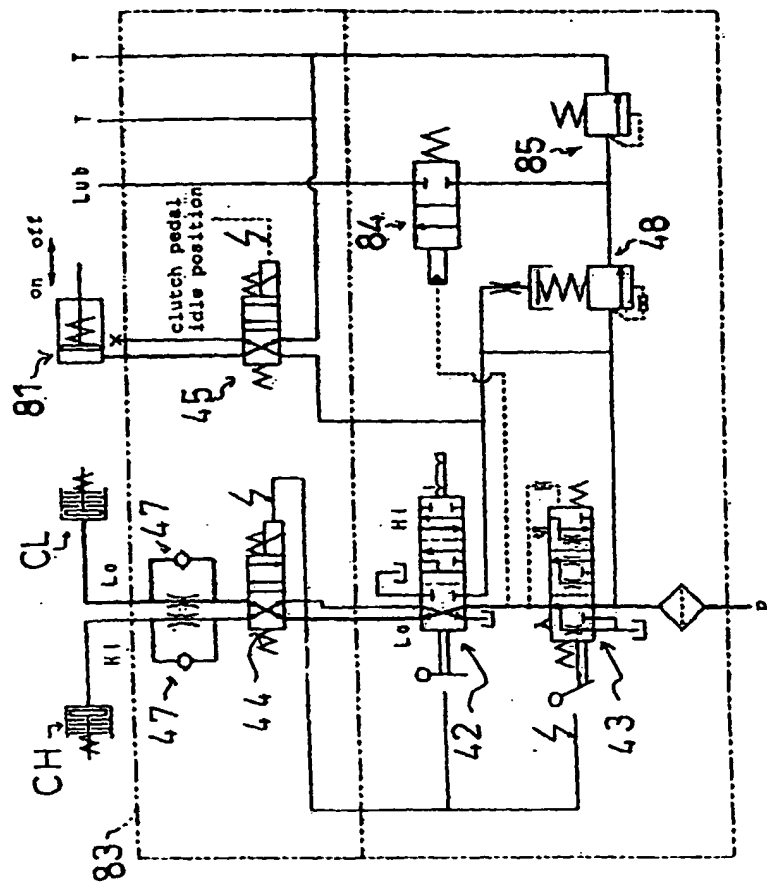 T
T
Lub
on off
81
clutch pedal
idle position
45
CL
CH
Lo
Hi
47
47
44
83
84
85
48
Lo
HI
42
43
P